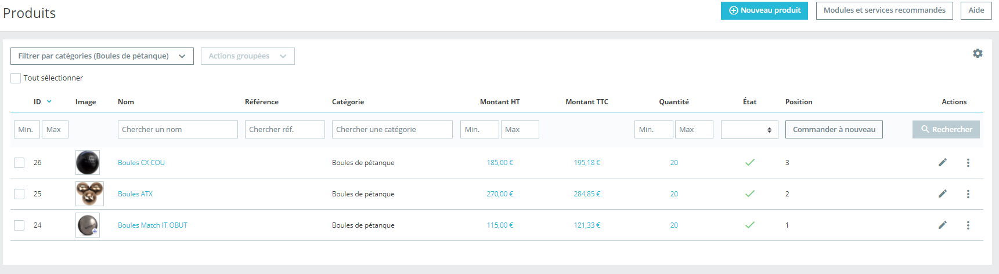 Produits
Nouveau produit
Modules et services recommandés
Aide
Filtrer par catégories (Boules de pétanque)
Actions groupées
Tout sélectionner
ID Image Nom Référence Catégorie Montant HT Montant TTC Quantité État Position Actions
Min. Max Chercher un nom Chercher réf. Chercher une catégorie Min. Max Min. Max Commander à nouveau Rechercher
26 Boules CX COU Boules de pétanque 185,00 € 195,18 € 20 3
25 Boules ATX Boules de pétanque 270,00 € 284,85 € 20 2
24 Boules Match IT OBUT Boules de pétanque 115,00 € 121,33 € 20 1